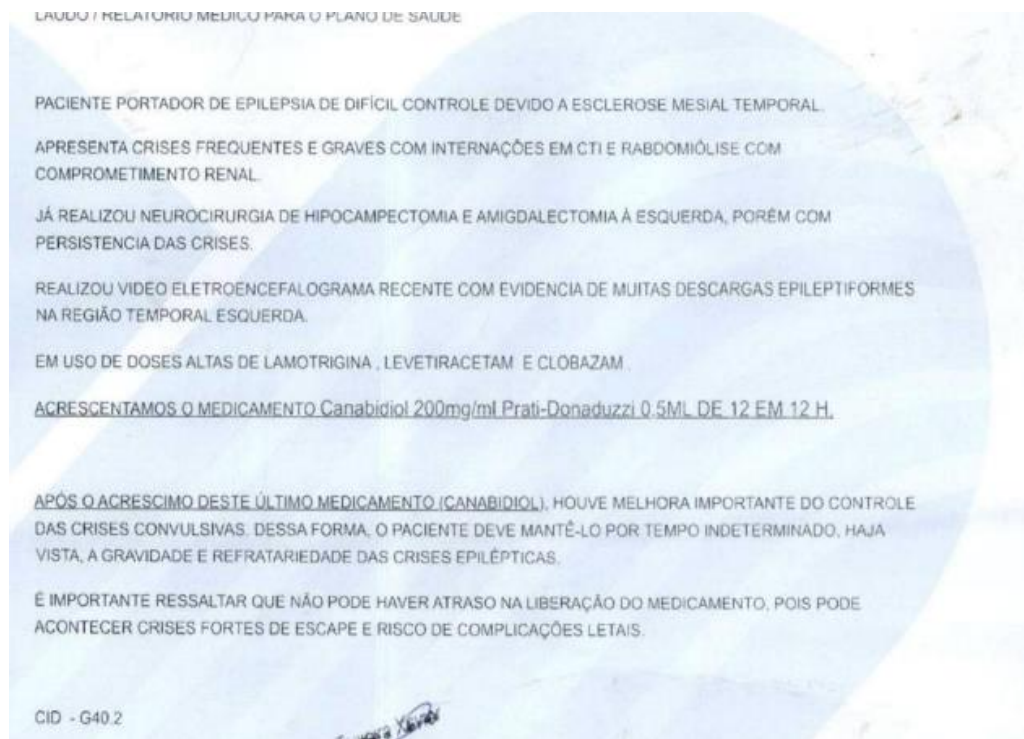 LAUDO / RELATÓRIO MÉDICO PARA O PLANO DE SAÚDE
PACIENTE PORTADOR DE EPILEPSIA DE DIFÍCIL CONTROLE DEVIDO A ESCLEROSE MESIAL TEMPORAL.
APRESENTA CRISES FREQUENTES E GRAVES COM INTERNAÇÕES EM CTI E RABDOMIÓLISE COM
COMPROMETIMENTO RENAL.
JÁ REALIZOU NEUROCIRURGIA DE HIPOCAMPECTOMIA E AMIGDALECTOMIA À ESQUERDA, PORÉM COM
PERSISTENCIA DAS CRISES.
REALIZOU VIDEO ELETROENCEFALOGRAMA RECENTE COM EVIDENCIA DE MUITAS DESCARGAS EPILEPTIFORMES
NA REGIÃO TEMPORAL ESQUERDA.
EM USO DE DOSES ALTAS DE LAMOTRIGINA , LEVETIRACETAM E CLOBAZAM .
ACRESCENTAMOS O MEDICAMENTO Canabidiol 200mg/ml Prati-Donaduzzi 0,5ML DE 12 EM 12 H.
APÓS O ACRESCIMO DESTE ÚLTIMO MEDICAMENTO (CANABIDIOL), HOUVE MELHORA IMPORTANTE DO CONTROLE
DAS CRISES CONVULSIVAS. DESSA FORMA, O PACIENTE DEVE MANTÊ-LO POR TEMPO INDETERMINADO, HAJA
VISTA, A GRAVIDADE E REFRATARIEDADE DAS CRISES EPILÉPTICAS.
É IMPORTANTE RESSALTAR QUE NÃO PODE HAVER ATRASO NA LIBERAÇÃO DO MEDICAMENTO, POIS PODE
ACONTECER CRISES FORTES DE ESCAPE E RISCO DE COMPLICAÇÕES LETAIS.
CID - G40.2
Xavier